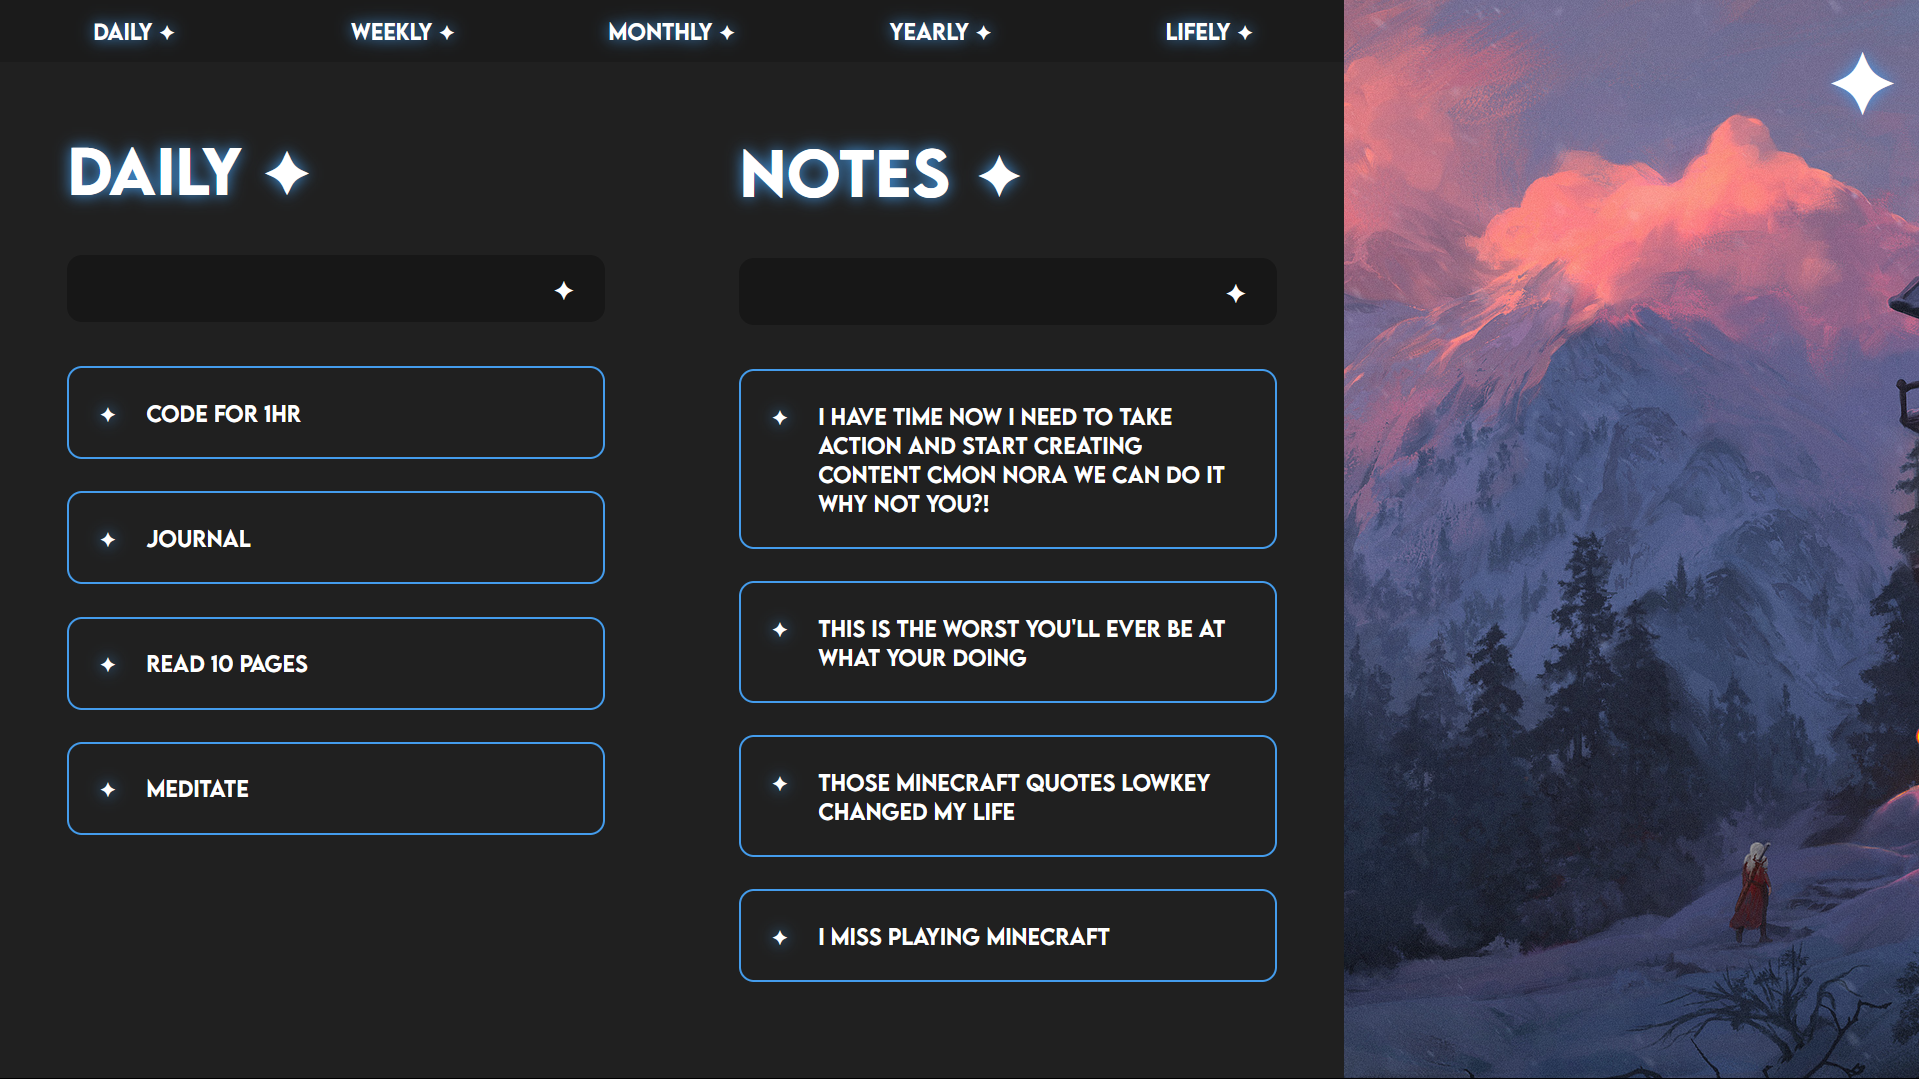 DAILY ✦
WEEKLY ✦
MONTHLY ✦
YEARLY ✦
LIFELY ✦
DAILY ✦
CODE FOR 1HR
JOURNAL
READ 10 PAGES
MEDITATE
NOTES ✦
I HAVE TIME NOW I NEED TO TAKE
ACTION AND START CREATING
CONTENT CMON NORA WE CAN DO IT
WHY NOT YOU?!
THIS IS THE WORST YOU'LL EVER BE AT
WHAT YOUR DOING
THOSE MINECRAFT QUOTES LOWKEY
CHANGED MY LIFE
I MISS PLAYING MINECRAFT